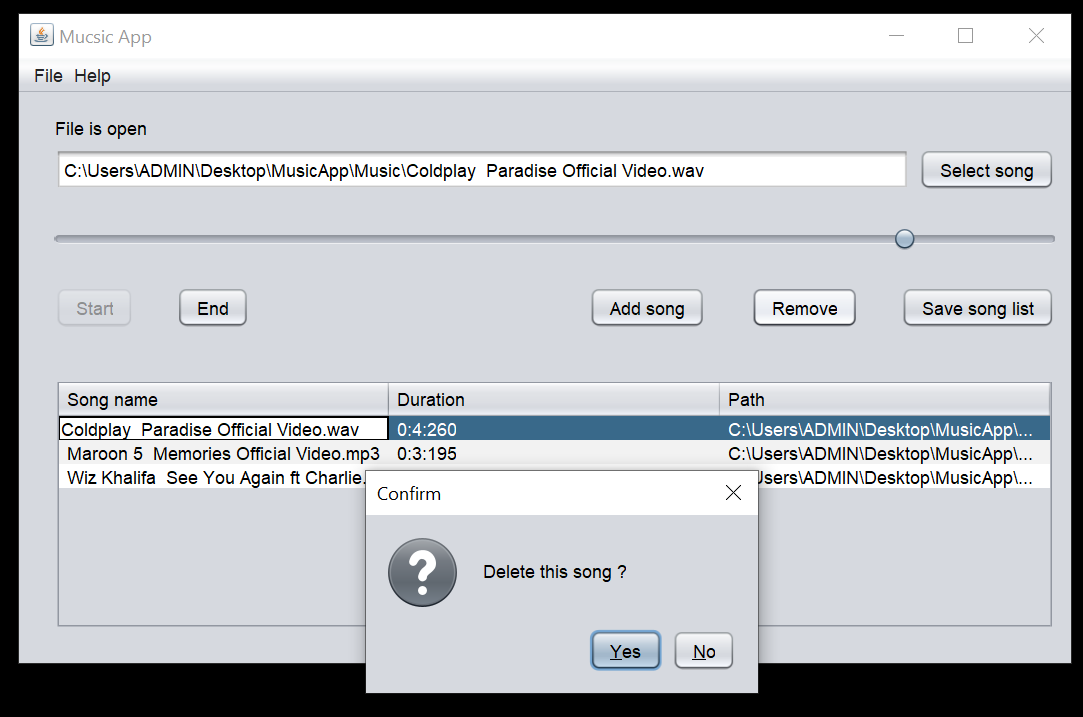 Mucsic App
File Help
File is open
C:\Users\ADMIN\Desktop\MusicApp\Music\Coldplay  Paradise Official Video.wav
Select song
Start End Add song Remove Save song list
Song name Duration Path
Coldplay  Paradise Official Video.wav 0:4:260 C:\Users\ADMIN\Desktop\MusicApp\...
Maroon 5  Memories Official Video.mp3 0:3:195 C:\Users\ADMIN\Desktop\MusicApp\...
Wiz Khalifa  See You Again ft Charlie. Jsers\ADMIN\Desktop\MusicApp\...
Confirm
?
Delete this song ?
Yes No